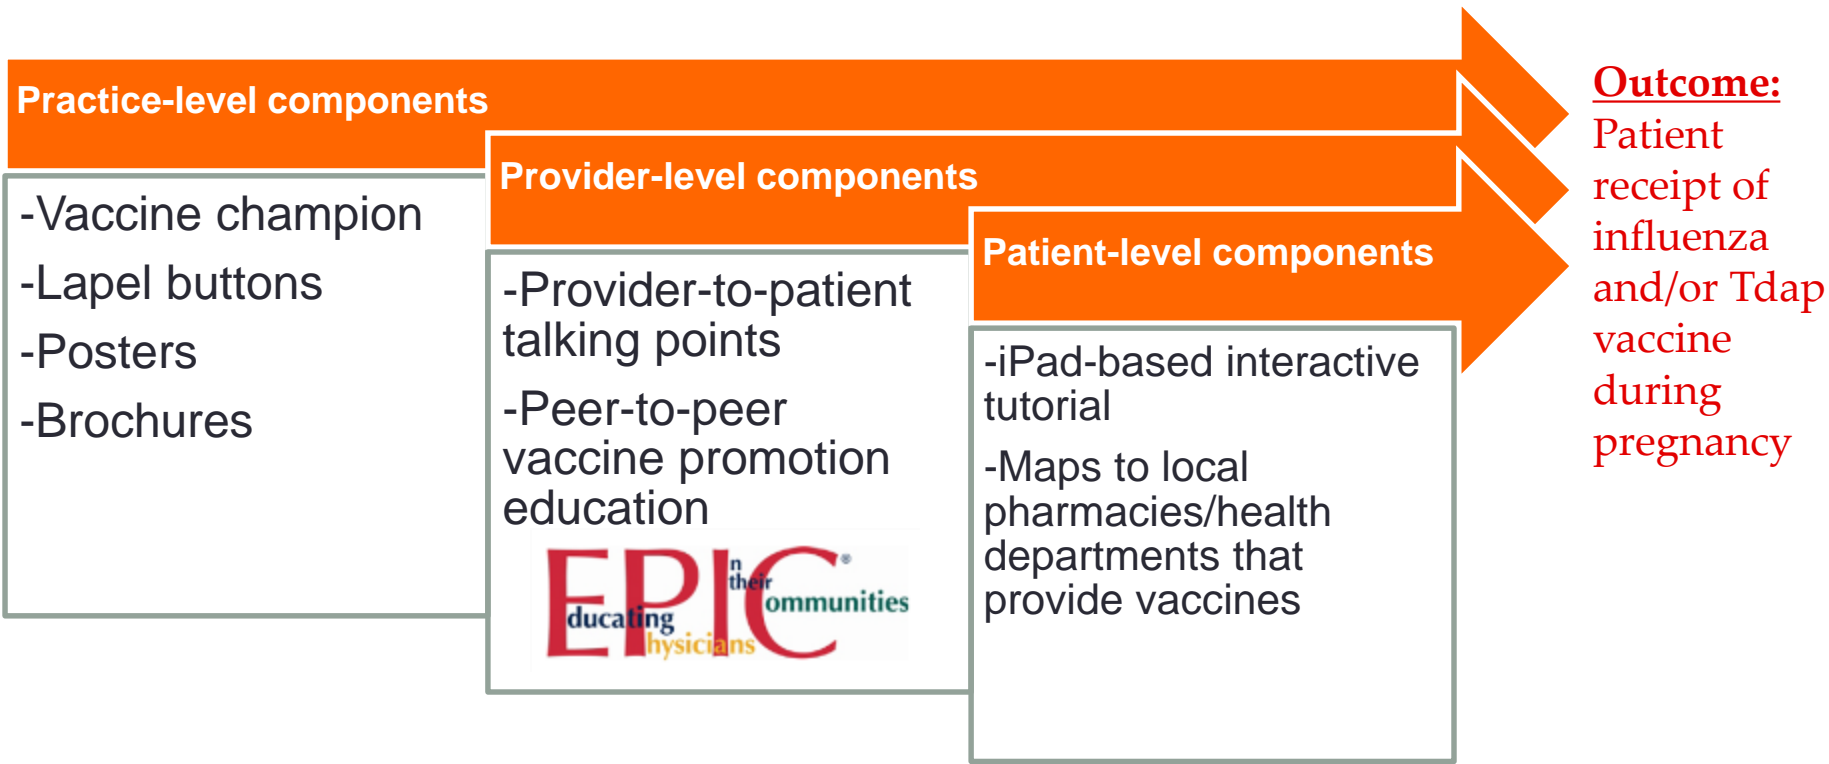 Practice-level components
-Vaccine champion
-Lapel buttons
-Posters
-Brochures
Provider-level components
-Provider-to-patient
talking points
-Peer-to-peer
vaccine promotion
education
EPIC®
ducating
hysicians
n
their
ommunities
Patient-level components
-iPad-based interactive
tutorial
-Maps to local
pharmacies/health
departments that
provide vaccines
Outcome:
Patient
receipt of
influenza
and/or Tdap
vaccine
during
pregnancy